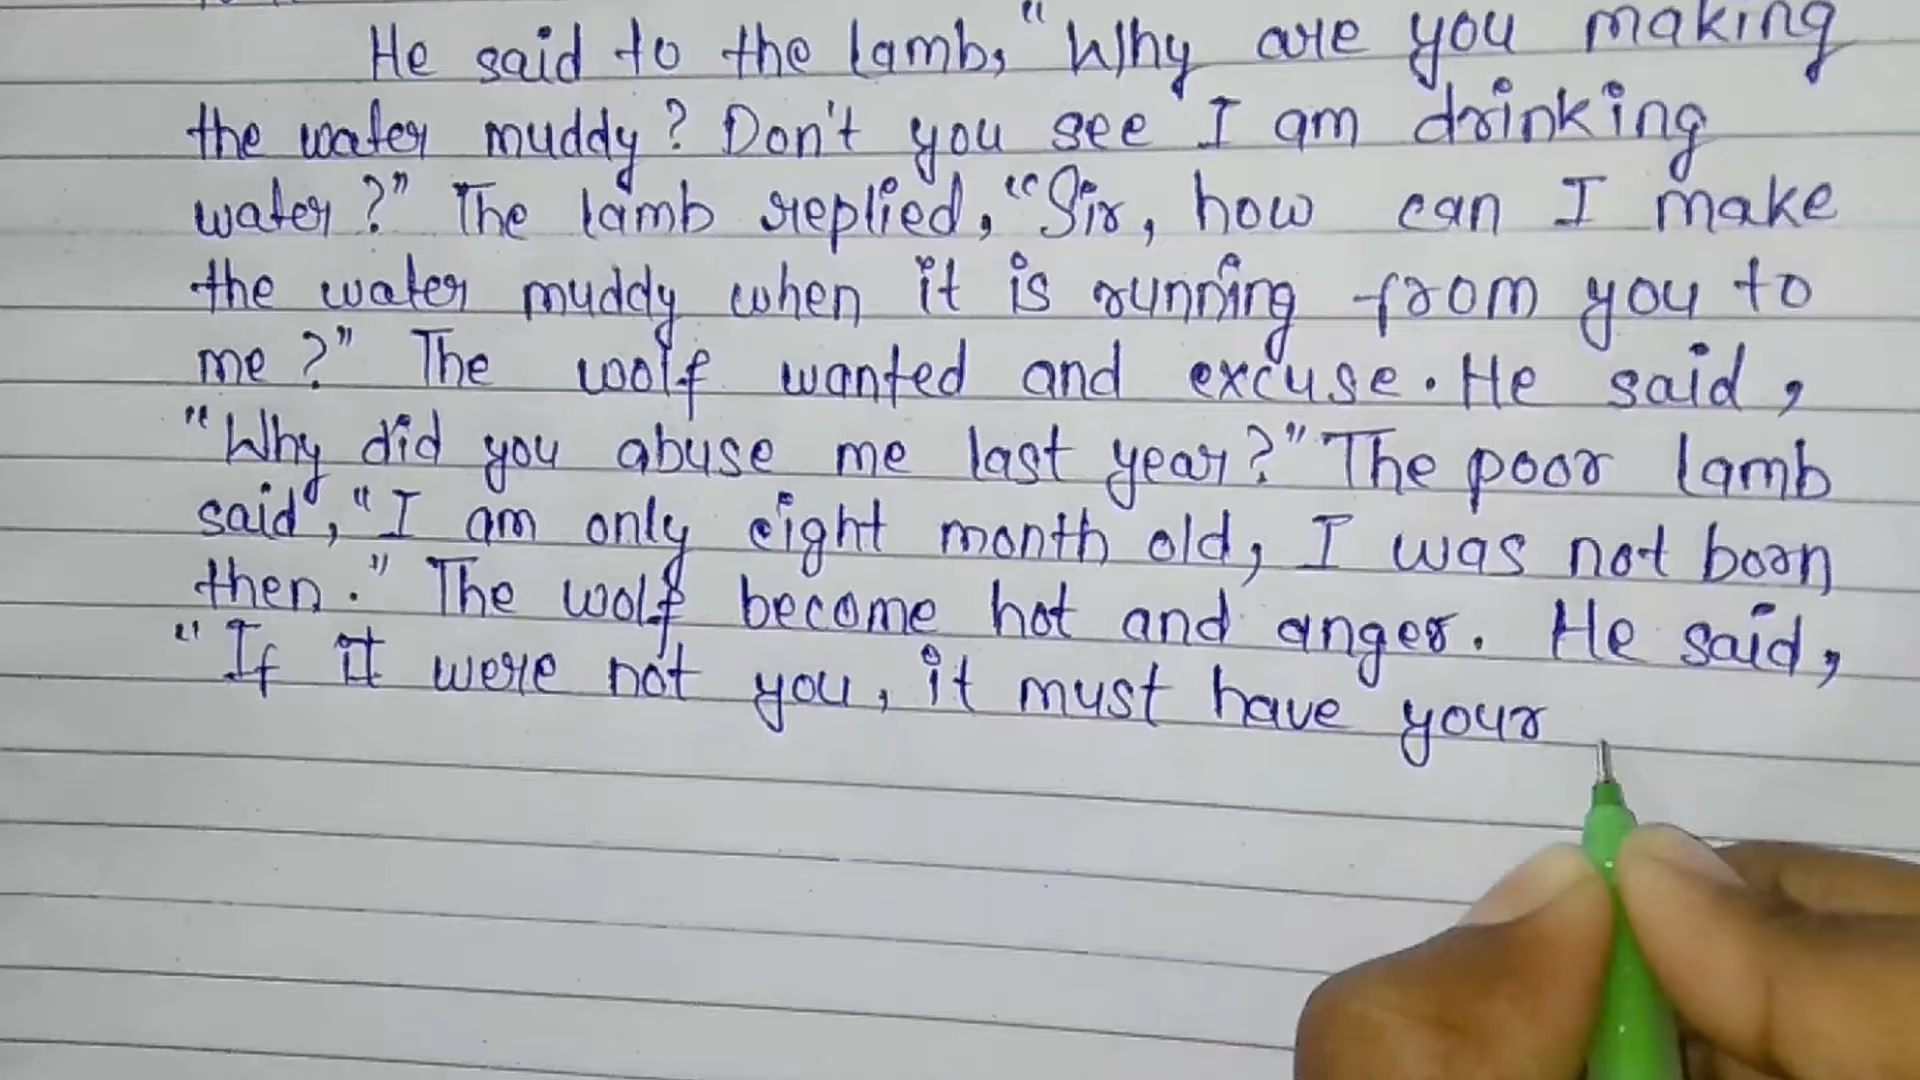 He said to the lamb, "Why are you making
the water muddy? Don't you see I am drinking
water?" The lamb replied, "Sir, how can I make
the water muddy when it is running from you to
me?" The woolf wanted and excuse. He said,
"Why did you abuse me last year?" The poor lamb
said, "I am only eight month old, I was not born
then." The wolf become hot and anger. He said,
"If it were not you, it must have your